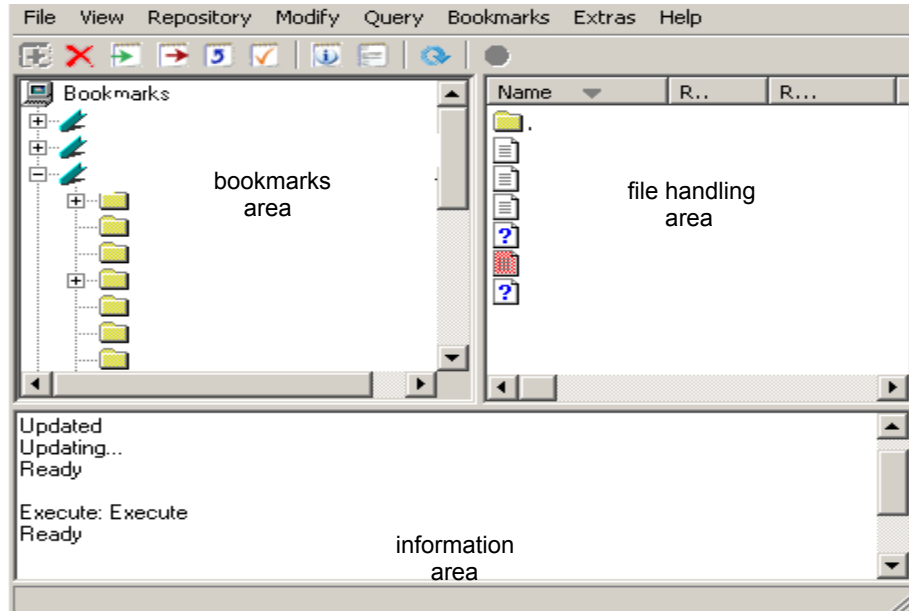 File View Repository Modify Query Bookmarks Extras Help
Bookmarks
bookmarks
area
Name R.. R...
.
file handling
area
Updated
Updating...
Ready
Execute: Execute
Ready
information
area